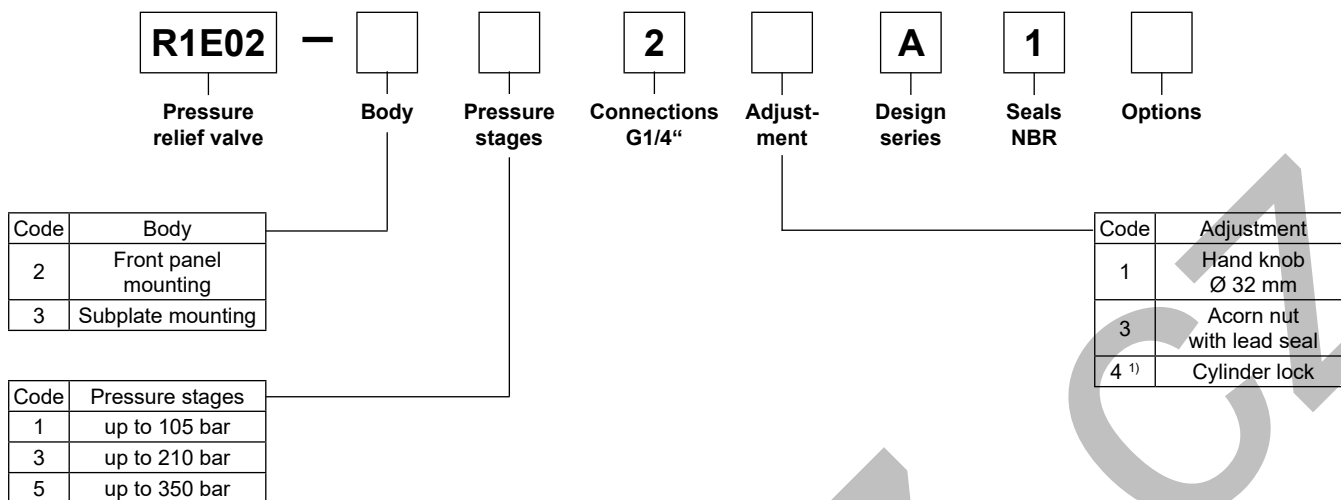 R1E02 – 2 A 1
Pressure relief valve
Body
Pressure stages
Connections G1/4“
Adjust-ment
Design series
Seals NBR
Options
Code Body
2 Front panel mounting
3 Subplate mounting
Code Pressure stages
1 up to 105 bar
3 up to 210 bar
5 up to 350 bar
Code Adjustment
1 Hand knob Ø 32 mm
3 Acorn nut with lead seal
4 ¹⁾ Cylinder lock
CZ